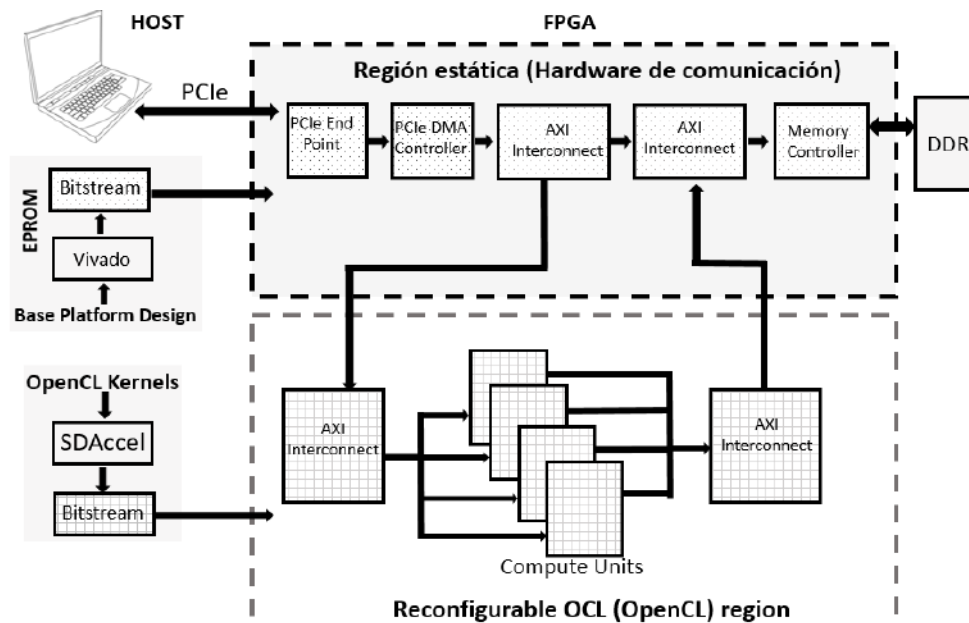 HOST
FPGA
Región estática (Hardware de comunicación)
PCIe
PCIe End
Point
PCIe DMA
Controller
AXI
Interconnect
AXI
Interconnect
Memory
Controller
DDR
EPROM
Bitstream
Vivado
Base Platform Design
OpenCL Kernels
SDAccel
Bitstream
AXI
Interconnect
AXI
Interconnect
Compute Units
Reconfigurable OCL (OpenCL) region